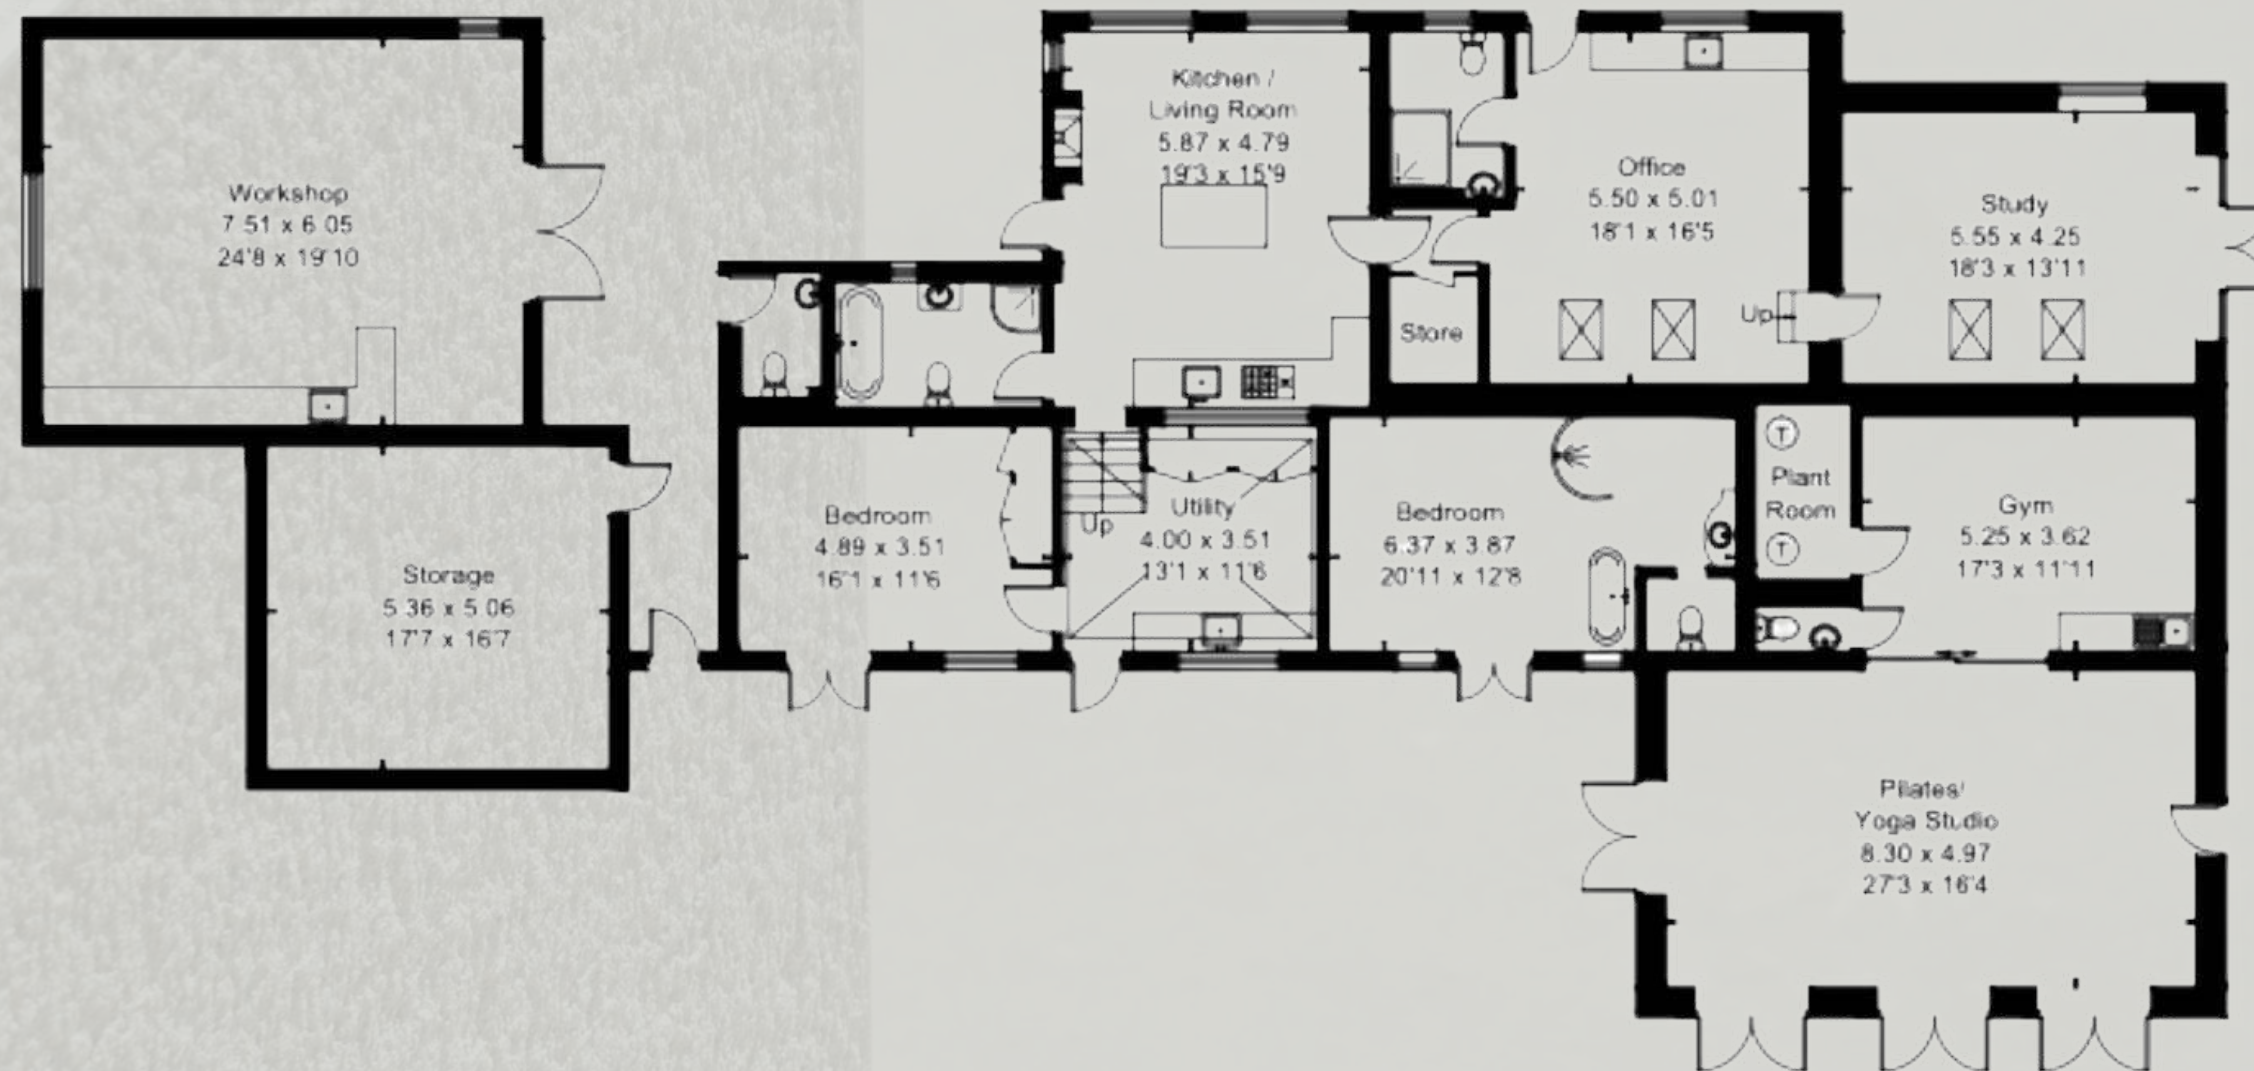 Workshop
7.51 x 6.05
24'8 x 19'10
Kitchen /
Living Room
5.87 x 4.79
19'3 x 15'9
Office
5.50 x 5.01
18'1 x 16'5
Study
5.55 x 4.25
18'3 x 13'11
Up
Store
Storage
5.36 x 5.06
17'7 x 16'7
Bedroom
4.89 x 3.51
16'1 x 11'6
Up
Utility
4.00 x 3.51
13'1 x 11'6
Bedroom
6.37 x 3.87
20'11 x 12'8
T
Plant
Room
T
Gym
5.25 x 3.62
17'3 x 11'11
Pilates/
Yoga Studio
8.30 x 4.97
27'3 x 16'4